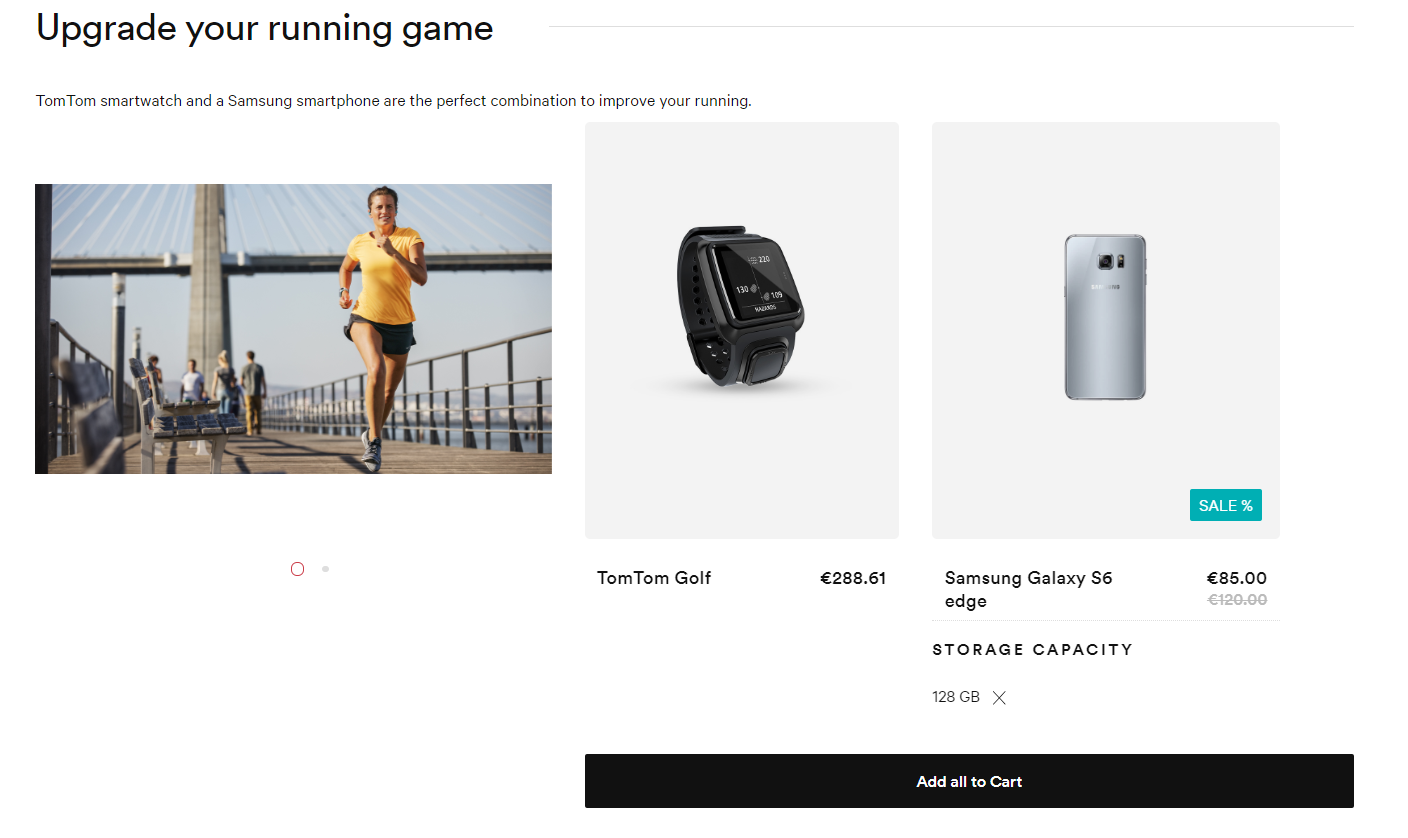 Upgrade your running game
TomTom smartwatch and a Samsung smartphone are the perfect combination to improve your running.
220
130
109
HAZARDS
SAMSUNG
SALE %
TomTom Golf
€288.61
Samsung Galaxy S6
edge
€85.00
€120.00
STORAGE CAPACITY
128 GB
Add all to Cart